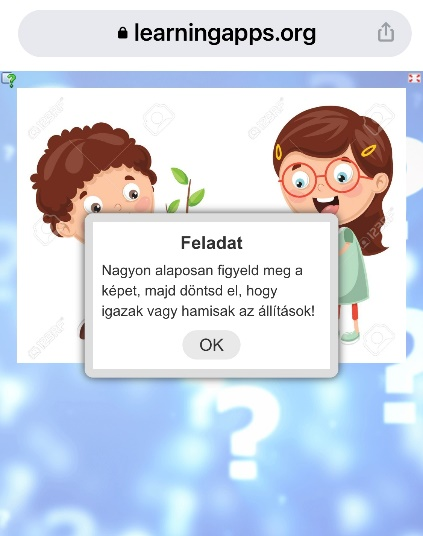 learningapps.org
Feladat
Nagyon alaposan figyeld meg a
képet, majd döntsd el, hogy
igazak vagy hamisak az állítások!
OK